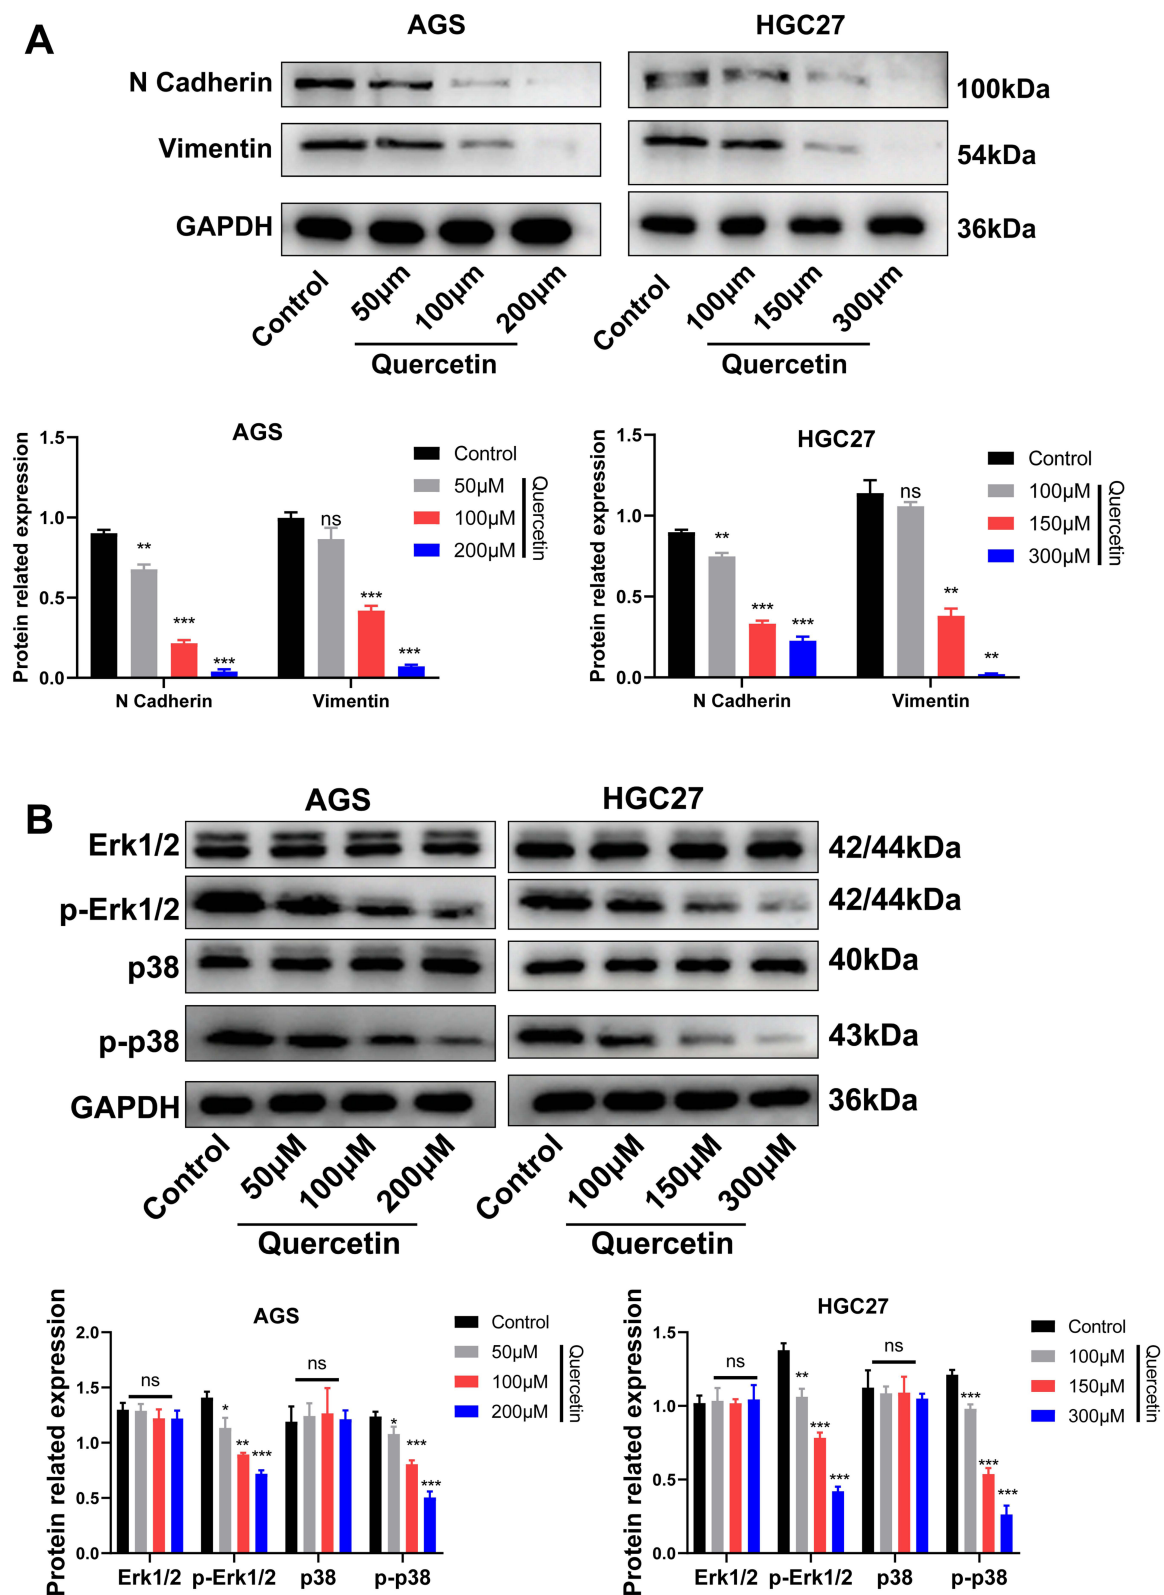 A
AGS
HGC27
N Cadherin
100kDa
Vimentin
54kDa
GAPDH
36kDa
Control
50μm
100μm
200μm
Control
100μm
150μm
300μm
Quercetin
Quercetin
AGS
Protein related expression
1.5
1.0
0.5
0.0
**
***
***
ns
***
***
N Cadherin
Vimentin
Control
50μM
100μM
200μM
Quercetin
HGC27
Protein related expression
1.5
1.0
0.5
0.0
**
***
***
ns
**
**
N Cadherin
Vimentin
Control
100μM
150μM
300μM
Quercetin
B
AGS
HGC27
Erk1/2
42/44kDa
p-Erk1/2
42/44kDa
p38
40kDa
p-p38
43kDa
GAPDH
36kDa
Control
50μM
100μM
200μM
Control
100μM
150μM
300μM
Quercetin
Quercetin
AGS
Protein related expression
2.0
1.5
1.0
0.5
0.0
ns
*
**
***
ns
*
***
***
Erk1/2
p-Erk1/2
p38
p-p38
Control
50μM
100μM
200μM
Quercetin
HGC27
Protein related expression
1.5
1.0
0.5
0.0
ns
**
***
***
ns
***
***
***
Erk1/2
p-Erk1/2
p38
p-p38
Control
100μM
150μM
300μM
Quercetin